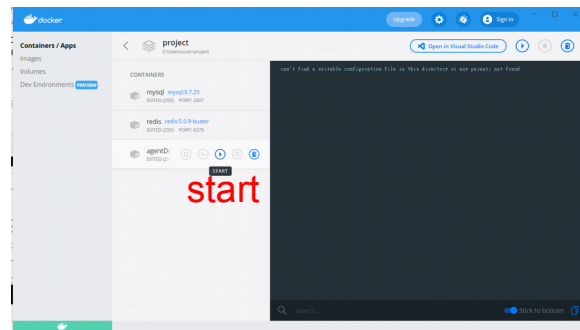 docker
Upgrade
Sign in
Containers / Apps
Images
Volumes
Dev Environments PREVIEW
project
C:\Users\user\project
Open in Visual Studio Code
CONTAINERS
mysql mysql:5.7.25
EXITED (255) PORT: 3307
redis redis:5.0.9-buster
EXITED (255) PORT: 6379
agentD
EXITED (2
START
start
can't find a suitable configuration file in this directory or any parent: not found
Search...
Stick to bottom